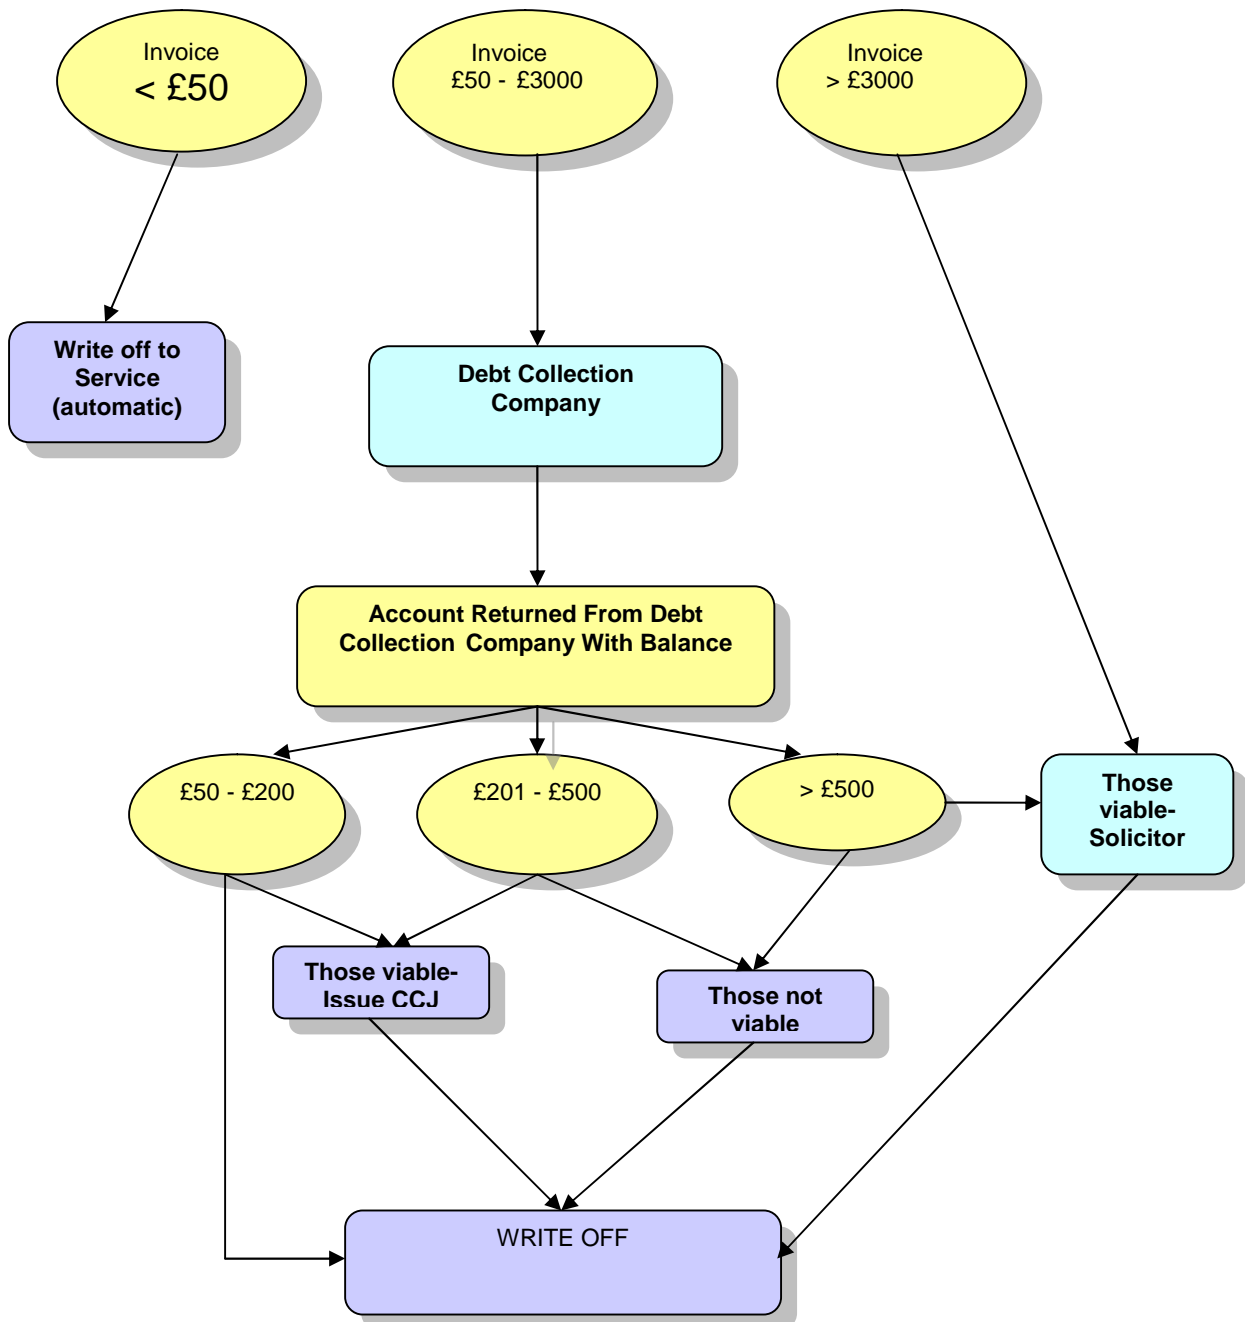 Invoice
< £50
Invoice
£50 - £3000
Invoice
> £3000
Write off to
Service
(automatic)
Debt Collection
Company
Account Returned From Debt
Collection Company With Balance
£50 - £200
£201 - £500
> £500
Those
viable-
Solicitor
Those viable-
Issue CCJ
Those not
viable
WRITE OFF